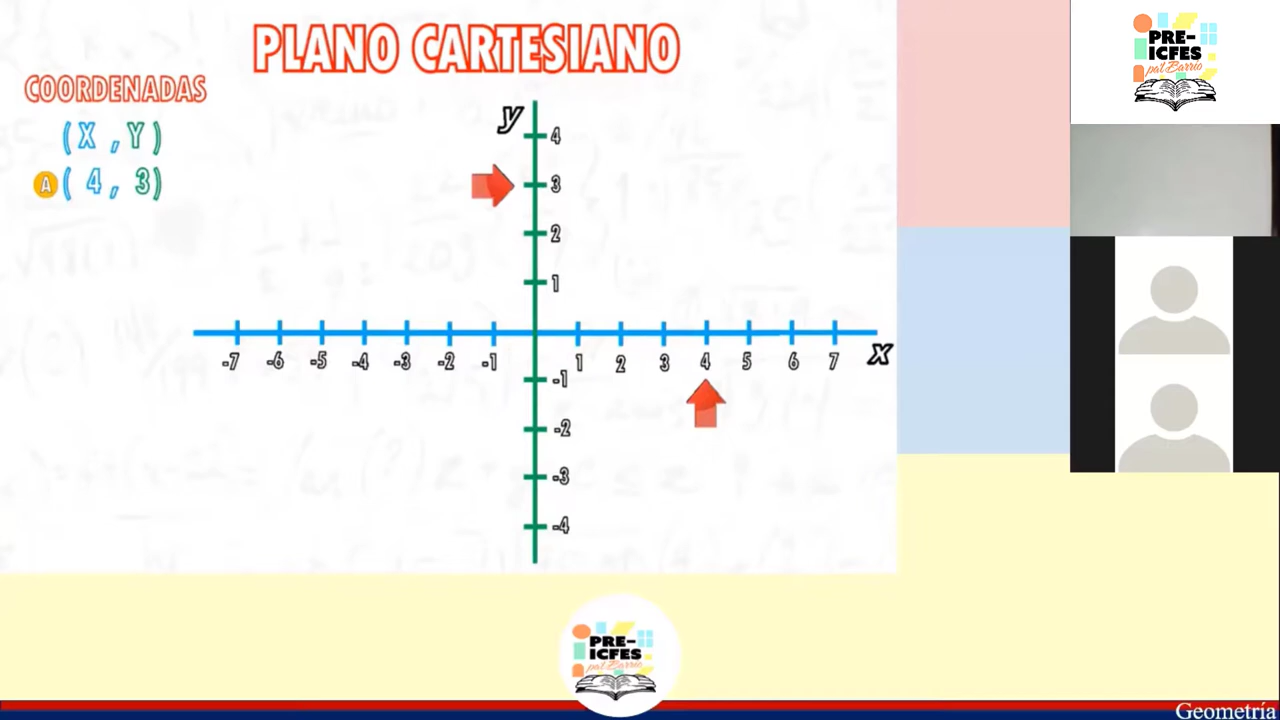 PLANO CARTESIANO
COORDENADAS
(X ,Y)
A ( 4, 3)
y
4
3
2
1
-7 -6 -5 -4 -3 -2 -1 1 2 3 4 5 6 7
x
-1
-2
-3
-4
PRE-
ICFES
pal Barrio
PRE-
ICFES
pal Barrio
Geometría